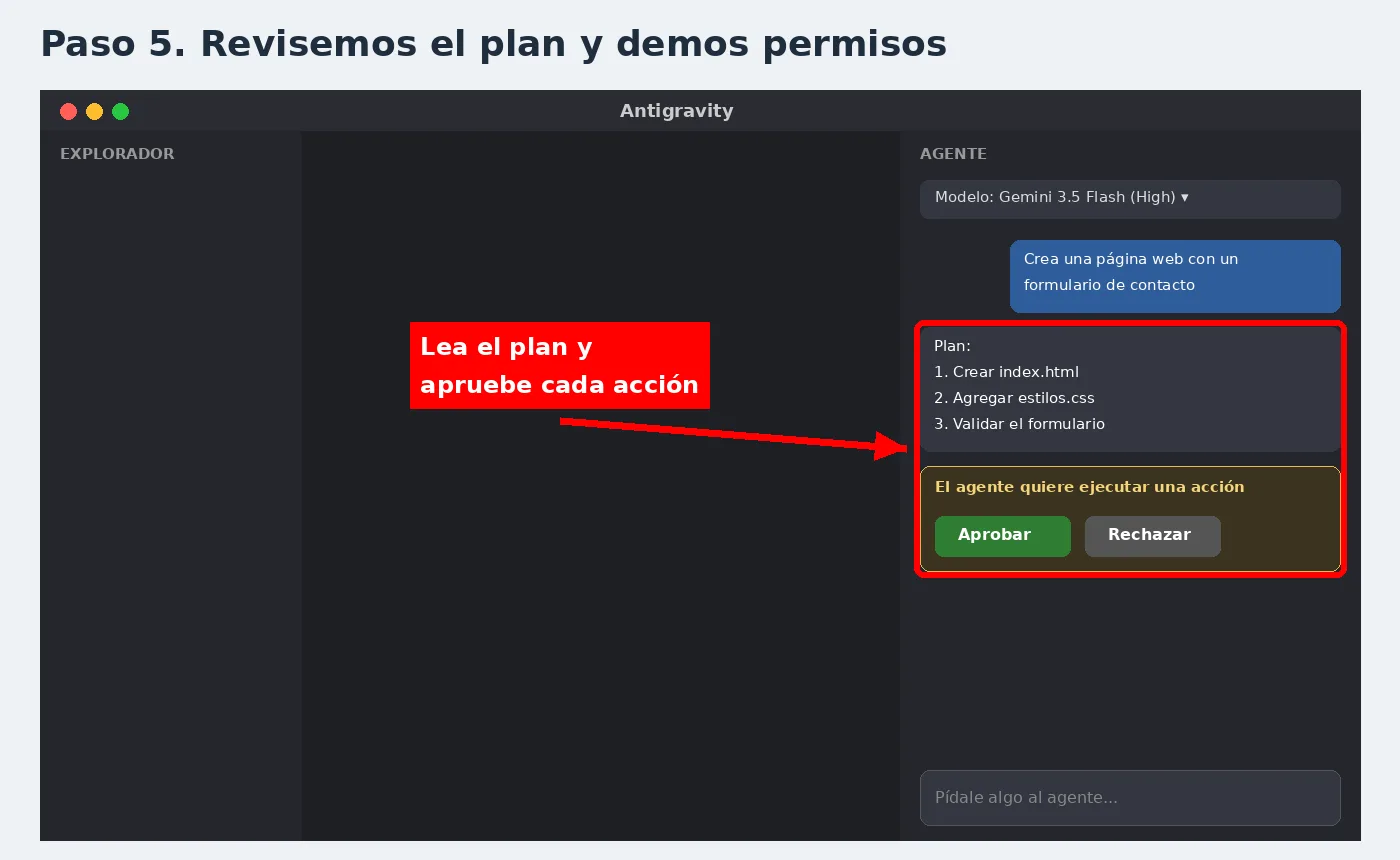 Paso 5. Revisemos el plan y demos permisos
Antigravity
EXPLORADOR
AGENTE
Modelo: Gemini 3.5 Flash (High) ▾
Crea una página web con un
formulario de contacto
Lea el plan y
apruebe cada acción
Plan:
1. Crear index.html
2. Agregar estilos.css
3. Validar el formulario
El agente quiere ejecutar una acción
Aprobar
Rechazar
Pídale algo al agente...